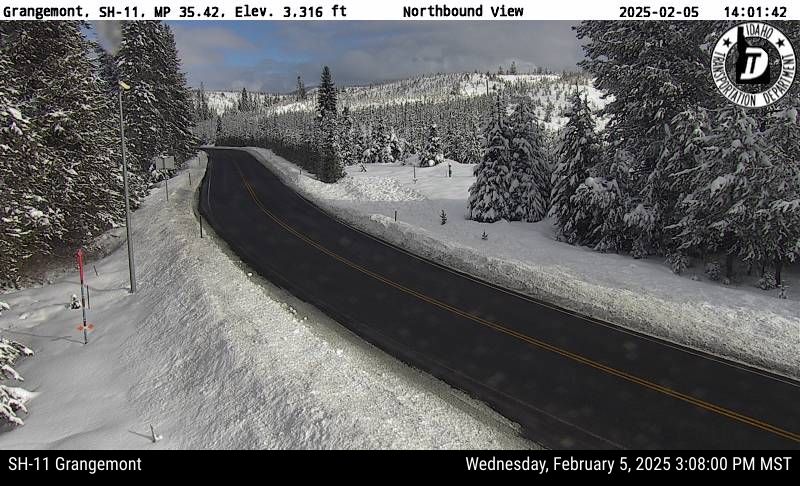 Grangemont, SH-11, MP 35.42, Elev. 3,316 ft Northbound View 2025-02-05 14:01:42
IDAHO
TRANSPORTATION DEPARTMENT
SH-11 Grangemont Wednesday, February 5, 2025 3:08:00 PM MST